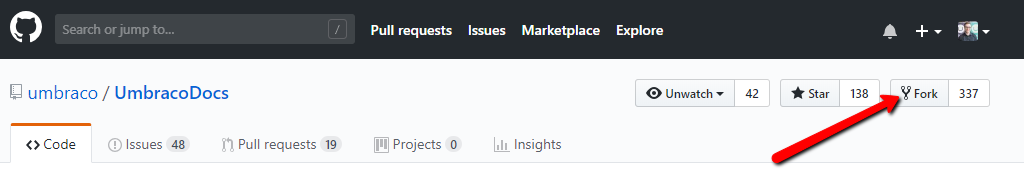 Search or jump to... / Pull requests Issues Marketplace Explore
umbraco / UmbracoDocs Unwatch 42 Star 138 Fork 337
Code Issues 48 Pull requests 19 Projects 0 Insights